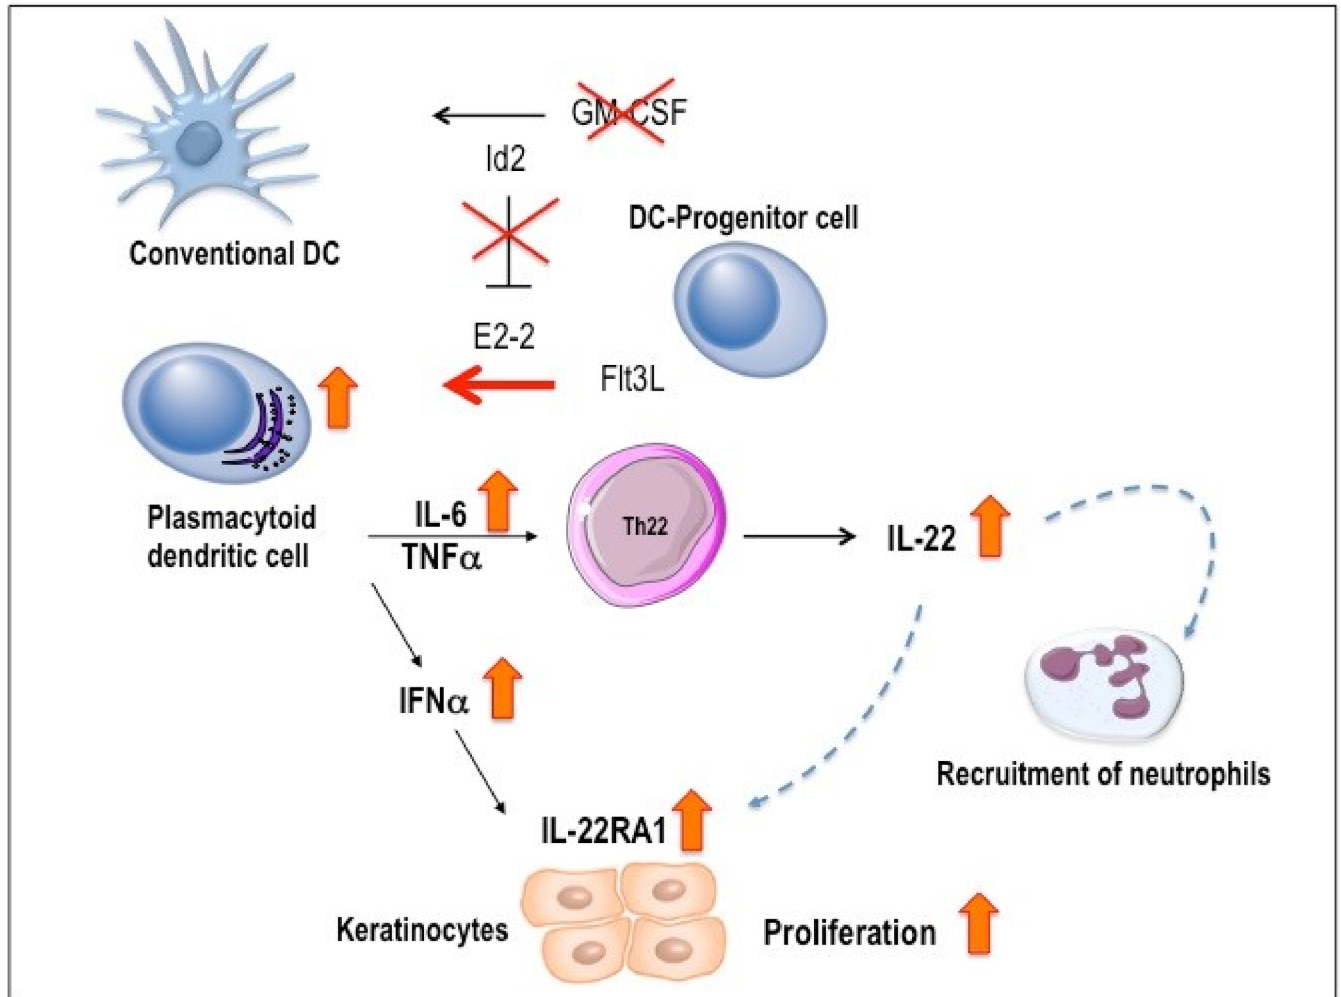 GM-CSF
Id2
DC-Progenitor cell
Conventional DC
E2-2
Flt3L
Plasmacytoid
dendritic cell
IL-6
TNFα
Th22
IL-22
IFNα
Recruitment of neutrophils
IL-22RA1
Keratinocytes
Proliferation